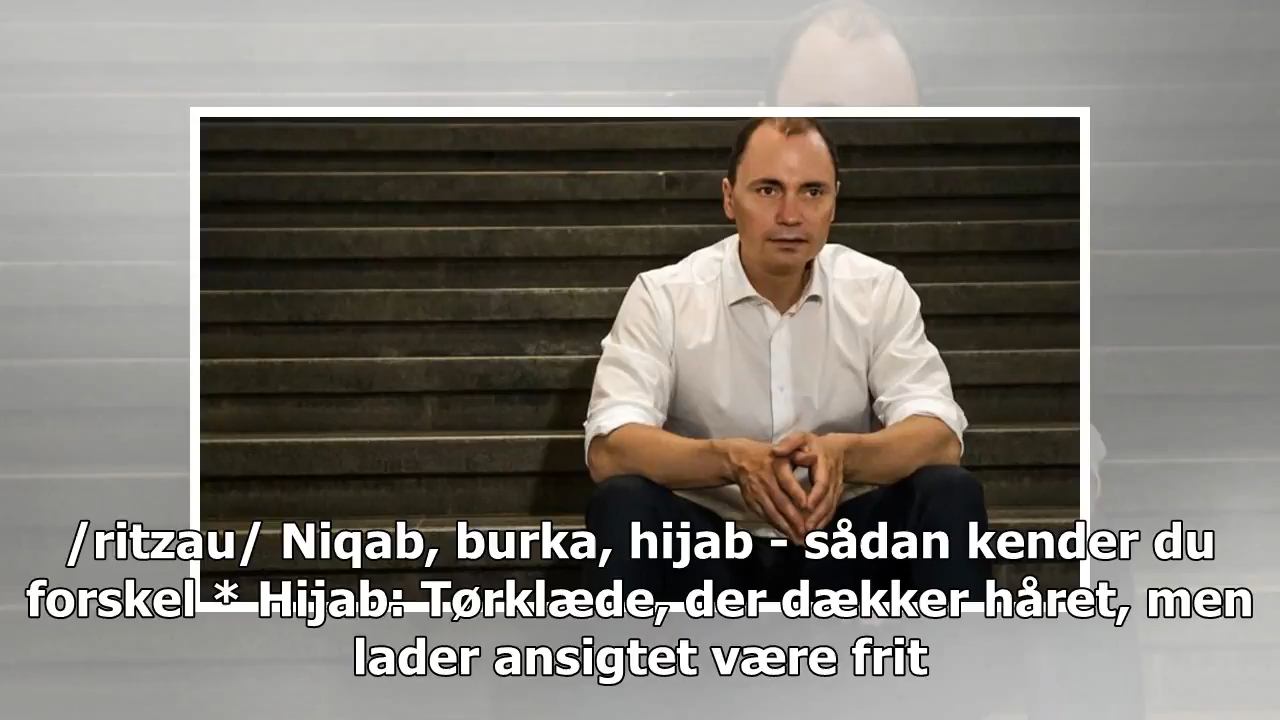 /ritzau/ Niqab, burka, hijab - sådan kender du
forskel * Hijab: Tørklæde, der dækker håret, men
lader ansigtet være frit